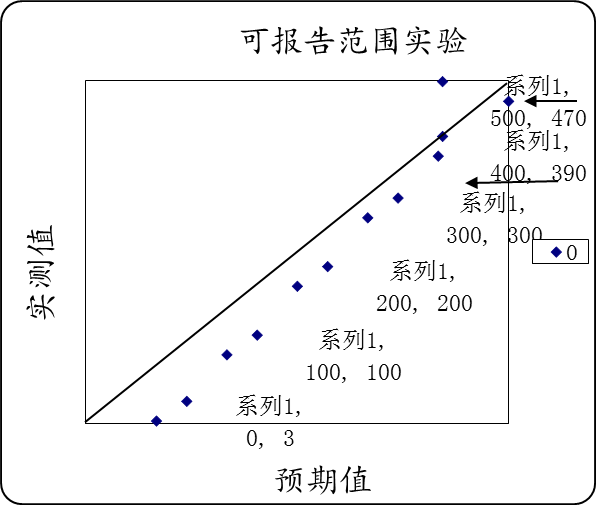 可报告范围实验
系列1,
500, 470
系列1,
400, 390
系列1,
300, 300
0
系列1,
200, 200
系列1,
100, 100
系列1,
0, 3
实测值
预期值